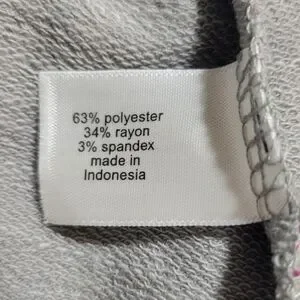 63% polyester
34% rayon
3% spandex
made in
Indonesia